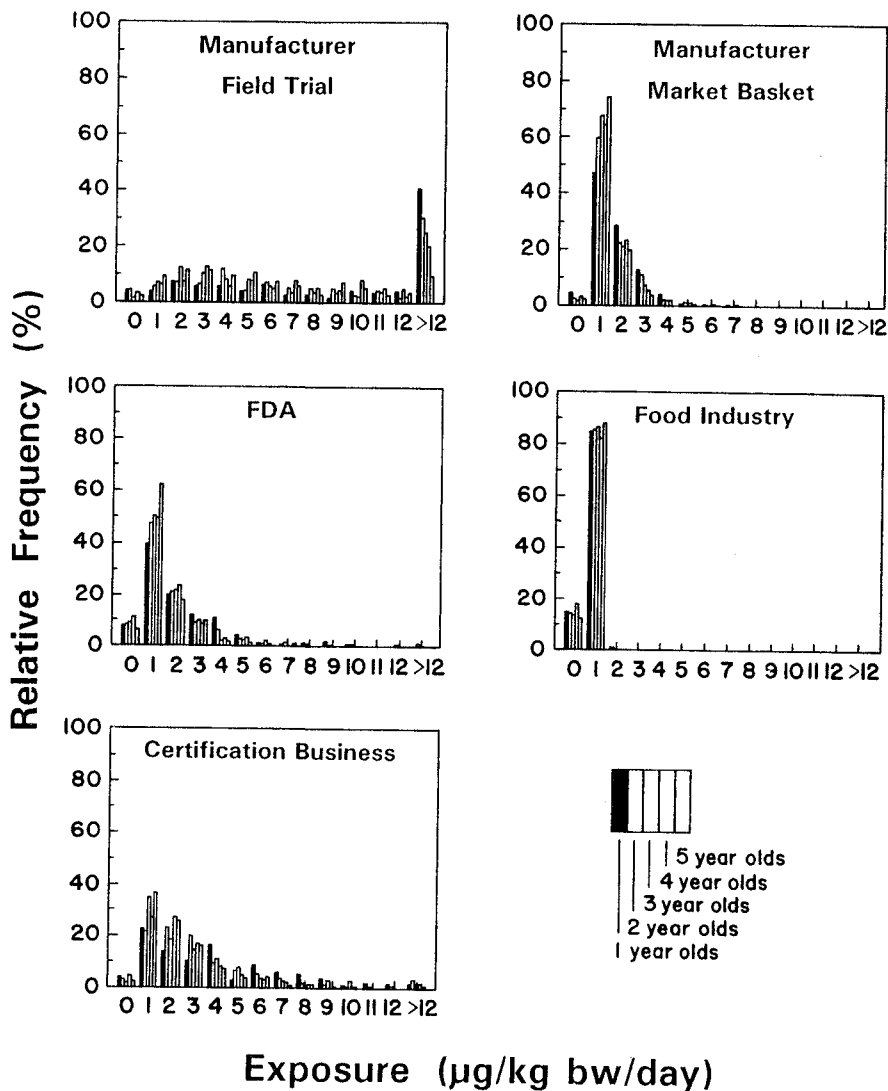 Relative Frequency (%)
100
80
60
40
20
0
Manufacturer
Field Trial
0 1 2 3 4 5 6 7 8 9 10 11 12 >12
100
80
60
40
20
0
Manufacturer
Market Basket
0 1 2 3 4 5 6 7 8 9 10 11 12 >12
100
80
60
40
20
0
FDA
0 1 2 3 4 5 6 7 8 9 10 11 12 >12
100
80
60
40
20
0
Food Industry
0 1 2 3 4 5 6 7 8 9 10 11 12 >12
100
80
60
40
20
0
Certification Business
0 1 2 3 4 5 6 7 8 9 10 11 12 >12
5 year olds
4 year olds
3 year olds
2 year olds
1 year olds
Exposure (µg/kg bw/day)